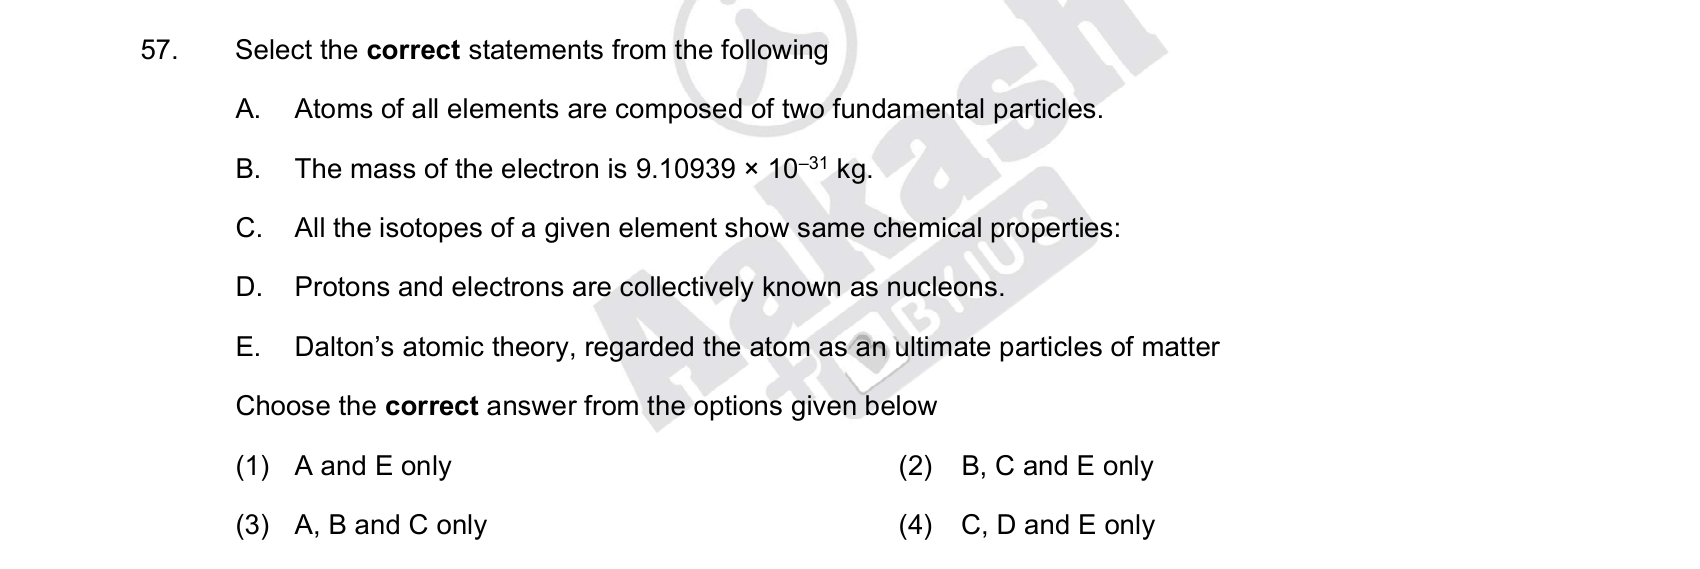 57. Select the correct statements from the following
A. Atoms of all elements are composed of two fundamental particles.
B. The mass of the electron is 9.10939 × 10⁻³¹ kg.
C. All the isotopes of a given element show same chemical properties:
D. Protons and electrons are collectively known as nucleons.
E. Dalton's atomic theory, regarded the atom as an ultimate particles of matter
Choose the correct answer from the options given below
(1) A and E only (2) B, C and E only
(3) A, B and C only (4) C, D and E only
Aakash
BYJU'S